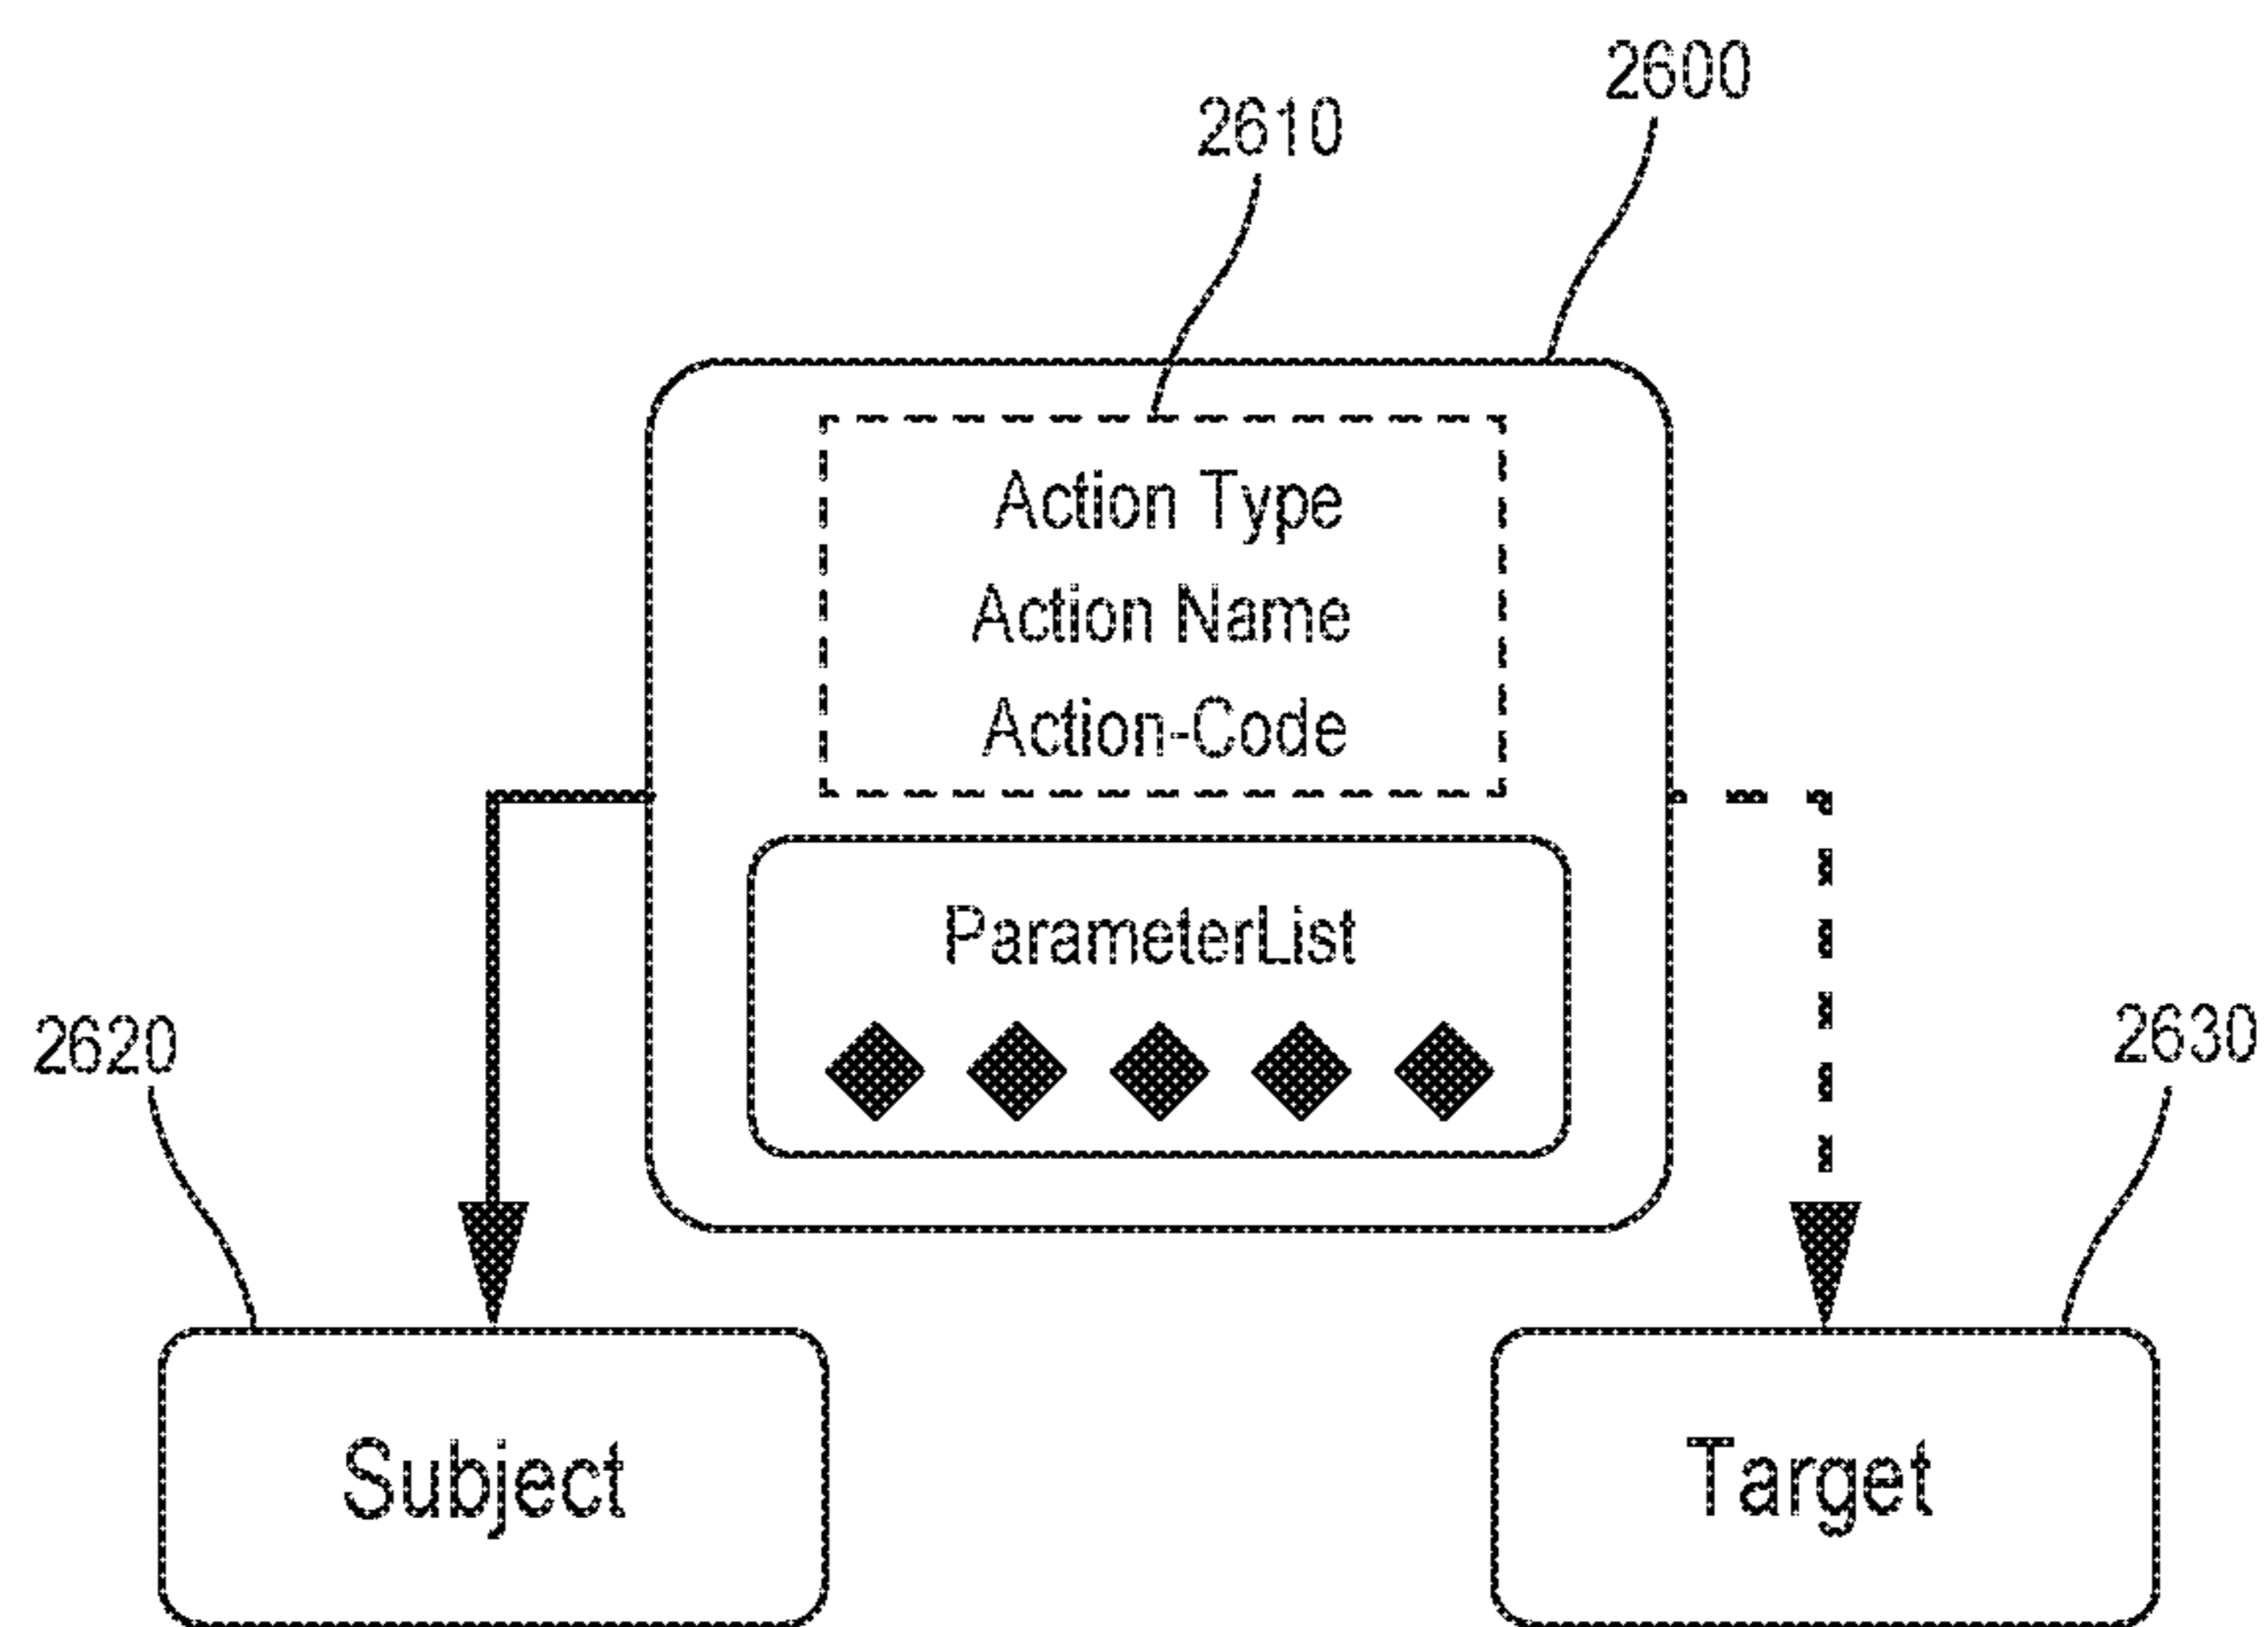 2600
2610
Action Type
Action Name
Action-Code
ParameterList
2620
2630
Subject
Target